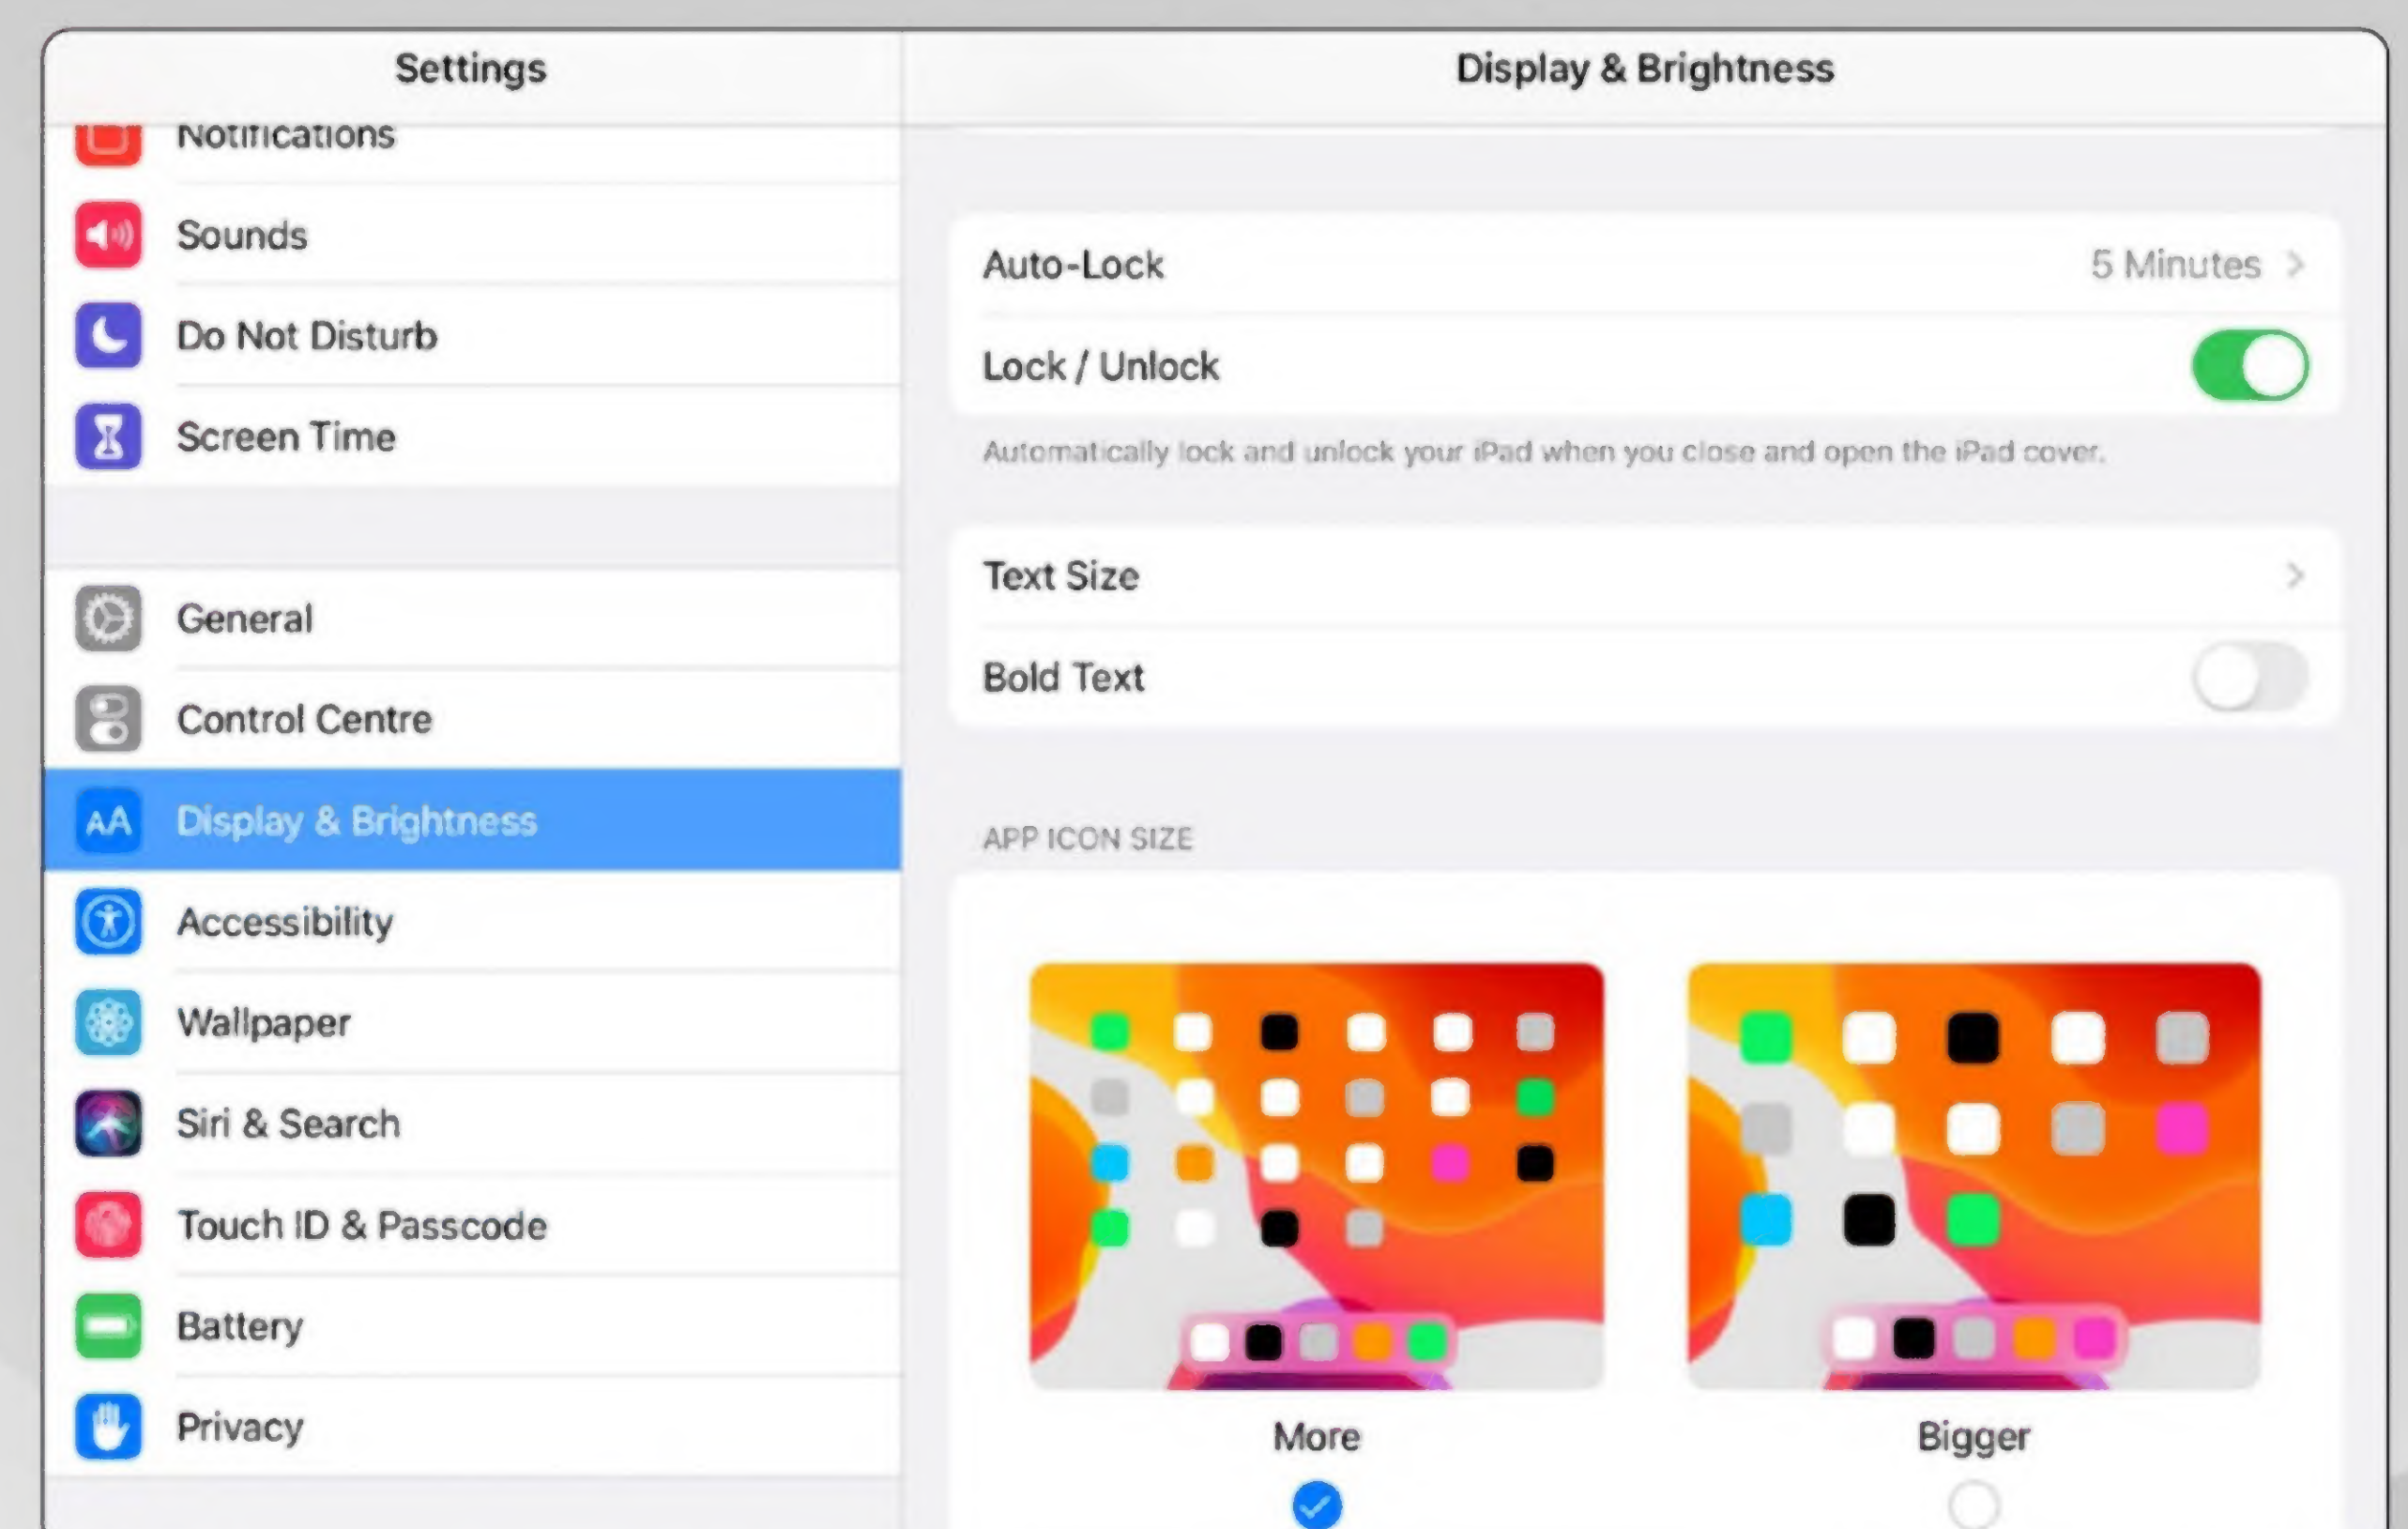 Settings
Notifications
Sounds
Do Not Disturb
Screen Time
General
Control Centre
AA Display & Brightness
Accessibility
Wallpaper
Siri & Search
Touch ID & Passcode
Battery
Privacy
Display & Brightness
Auto-Lock 5 Minutes
Lock / Unlock
Automatically lock and unlock your iPad when you close and open the iPad cover.
Text Size
Bold Text
APP ICON SIZE
More Bigger